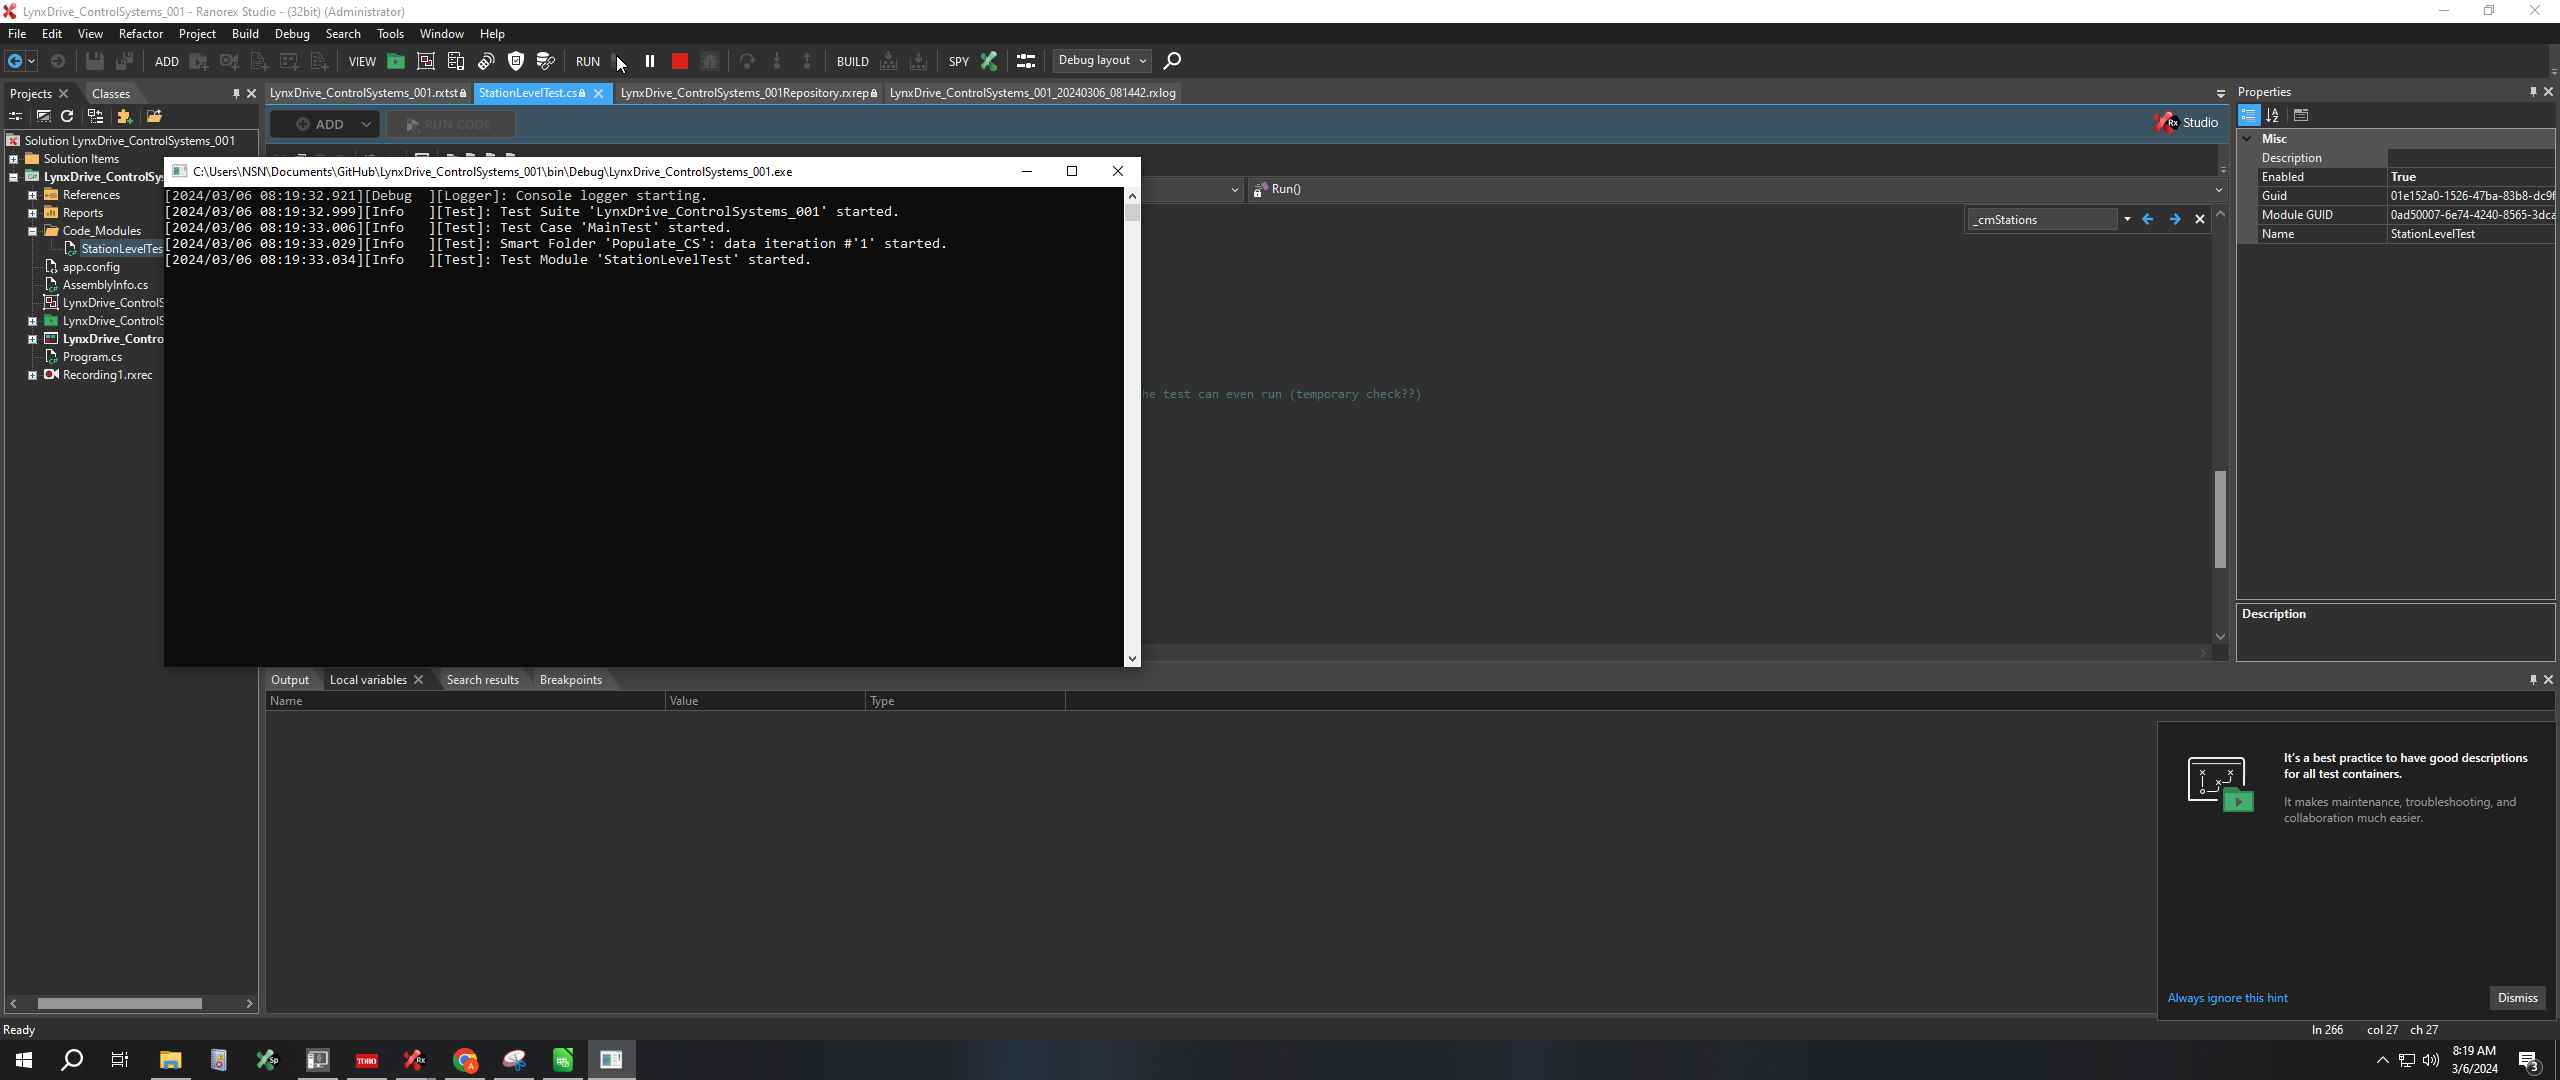 LynxDrive_ControlSystems_001 - Ranorex Studio - (32bit) (Administrator)
File Edit View Refactor Project Build Debug Search Tools Window Help
ADD VIEW RUN BUILD SPY Debug layout
Projects Classes
LynxDrive_ControlSystems_001.rxtst StationLevelTest.cs LynxDrive_ControlSystems_001Repository.rxrep LynxDrive_ControlSystems_001_20240306_081442.rxlog
Properties
ADD RUN CODE
Rx Studio
Solution LynxDrive_ControlSystems_001
Solution Items
LynxDrive_ControlSy
References
Reports
Code_Modules
StationLevelTes
app.config
AssemblyInfo.cs
LynxDrive_ControlS
LynxDrive_ControlS
LynxDrive_Contro
Program.cs
Recording1.rxrec
C:\Users\NSN\Documents\GitHub\LynxDrive_ControlSystems_001\bin\Debug\LynxDrive_ControlSystems_001.exe
[2024/03/06 08:19:32.921][Debug ][Logger]: Console logger starting.
[2024/03/06 08:19:32.999][Info ][Test]: Test Suite 'LynxDrive_ControlSystems_001' started.
[2024/03/06 08:19:33.006][Info ][Test]: Test Case 'MainTest' started.
[2024/03/06 08:19:33.029][Info ][Test]: Smart Folder 'Populate_CS': data iteration #'1' started.
[2024/03/06 08:19:33.034][Info ][Test]: Test Module 'StationLevelTest' started.
Run()
_cmStations
he test can even run (temporary check??)
Misc
Description
Enabled True
Guid 01e152a0-1526-47ba-83b8-dc9f
Module GUID 0ad50007-6e74-4240-8565-3dca
Name StationLevelTest
Description
Output Local variables Search results Breakpoints
Name Value Type
It's a best practice to have good descriptions
for all test containers.
It makes maintenance, troubleshooting, and
collaboration much easier.
Always ignore this hint Dismiss
Ready
ln 266 col 27 ch 27
Sp
TORO
Rx
A
8:19 AM
3/6/2024
3